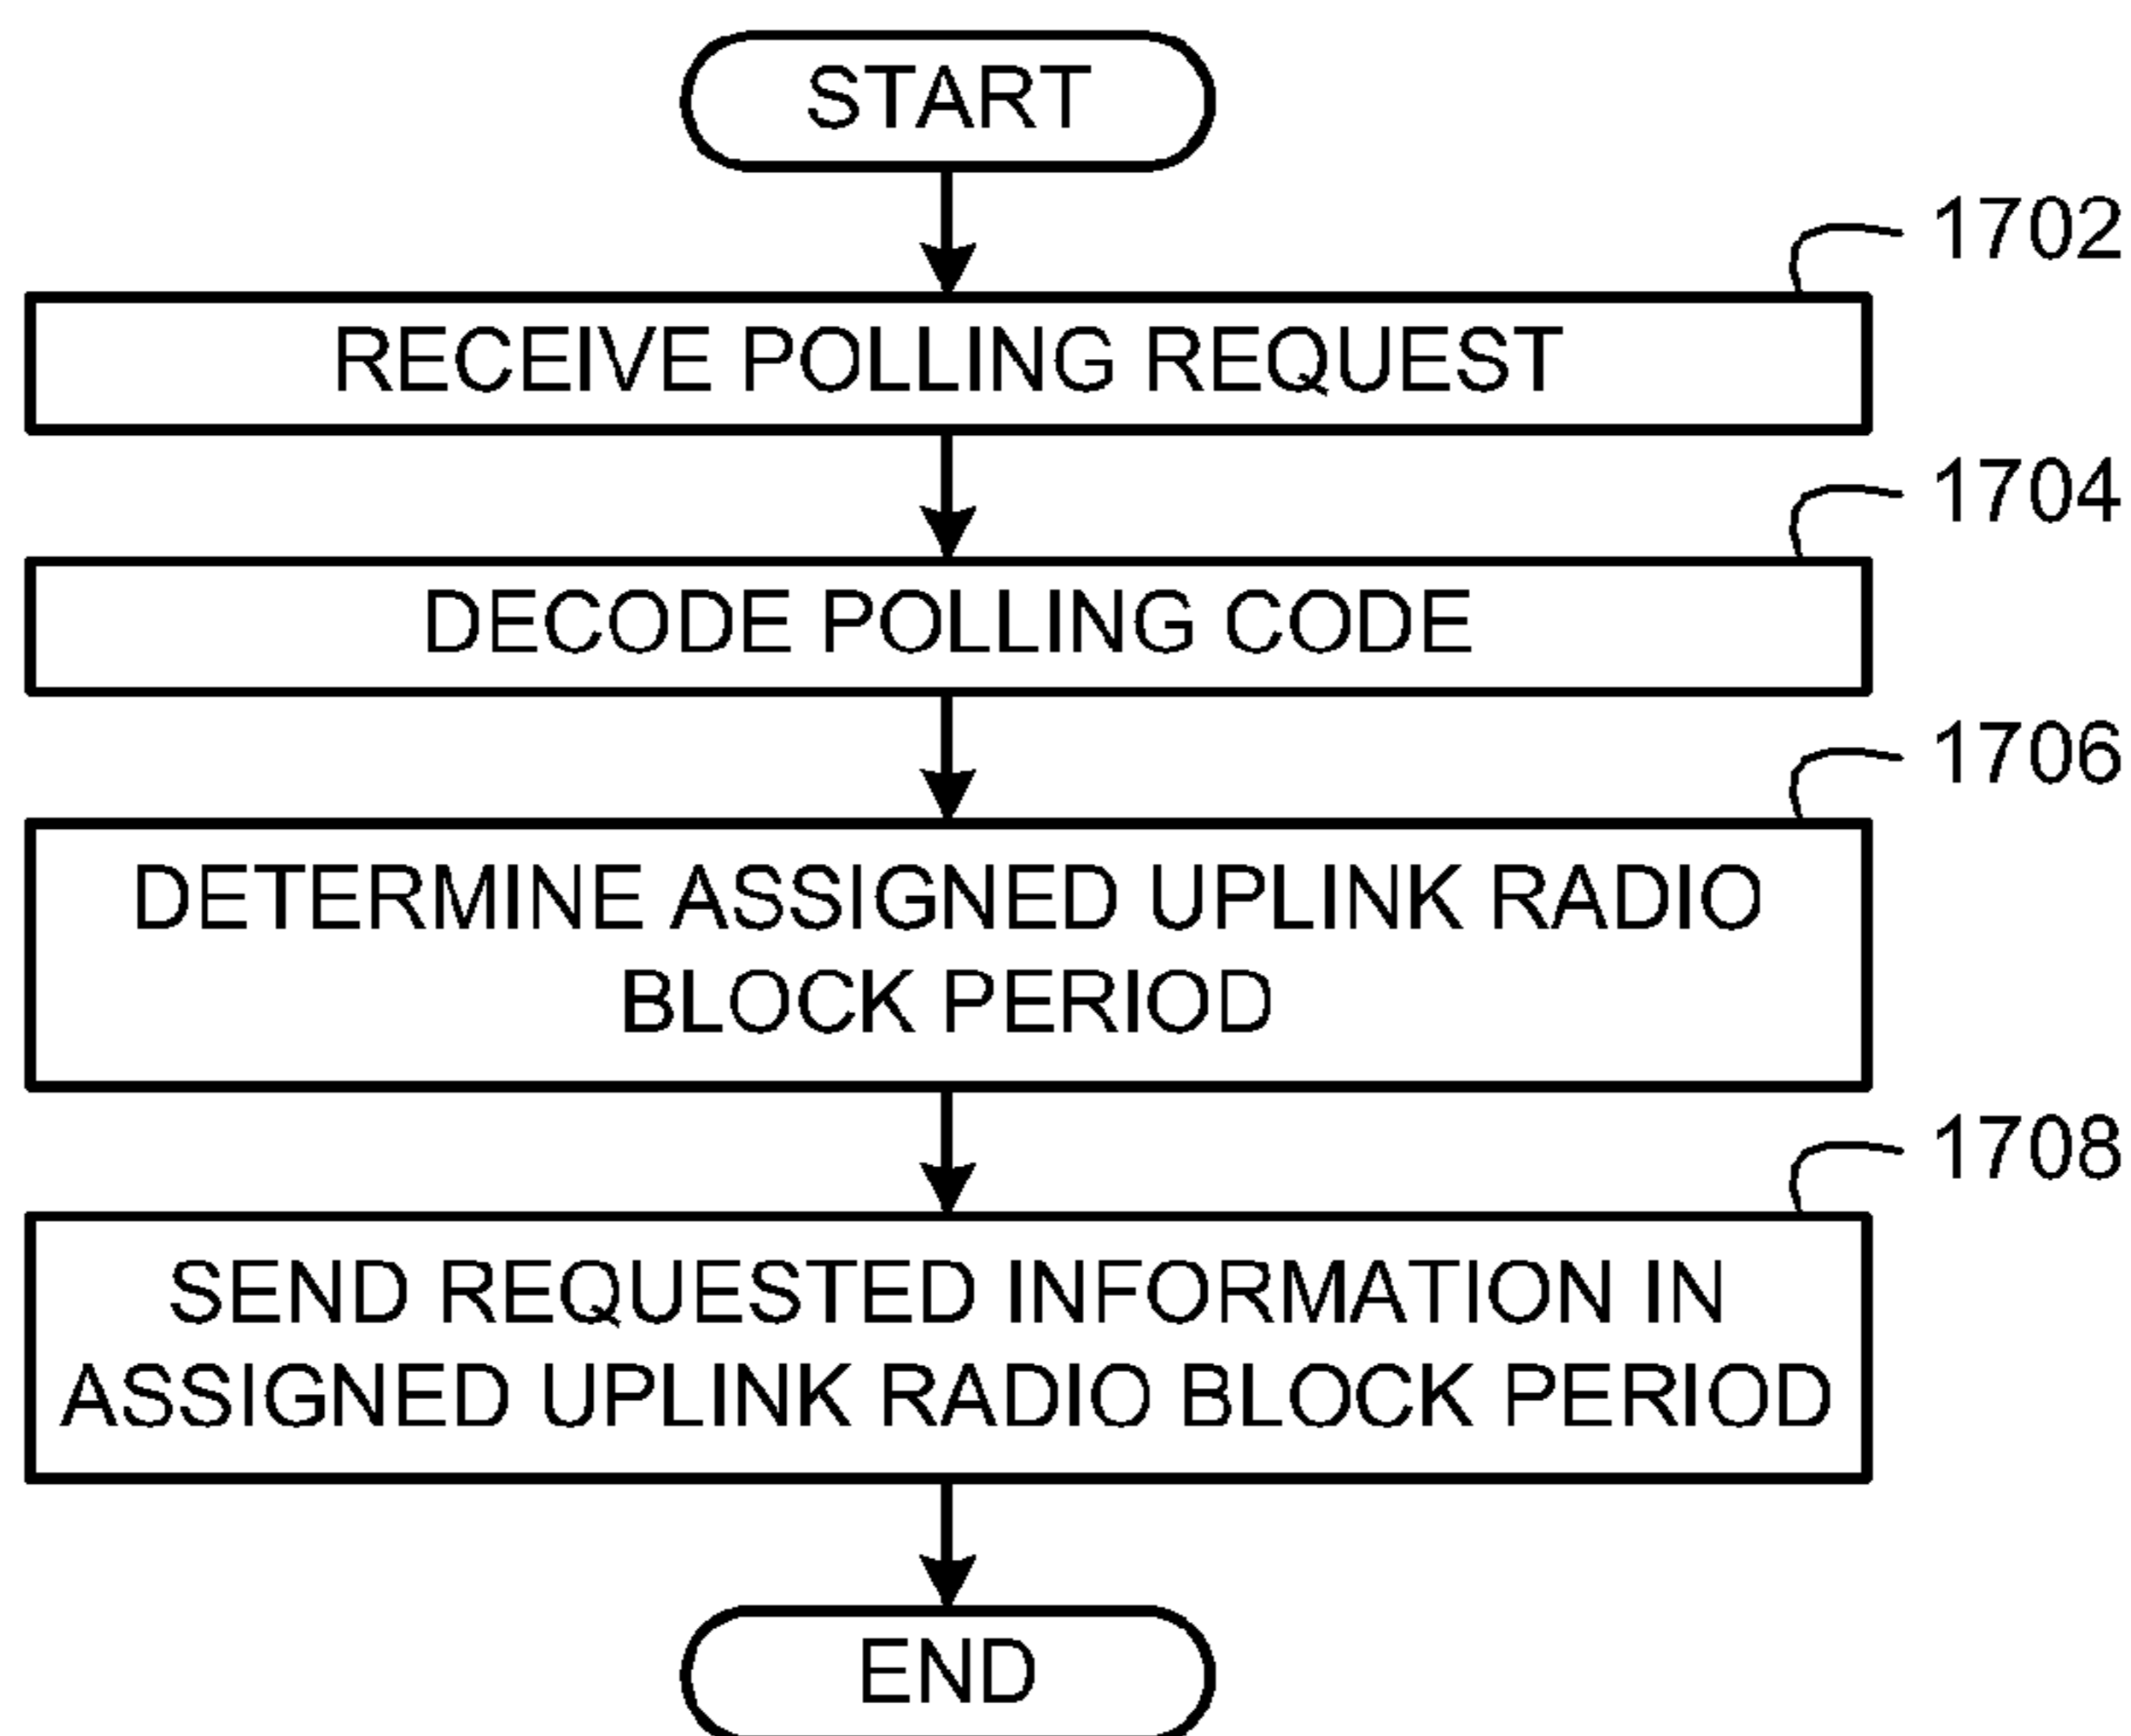 START
1702
RECEIVE POLLING REQUEST
1704
DECODE POLLING CODE
1706
DETERMINE ASSIGNED UPLINK RADIO
BLOCK PERIOD
1708
SEND REQUESTED INFORMATION IN
ASSIGNED UPLINK RADIO BLOCK PERIOD
END